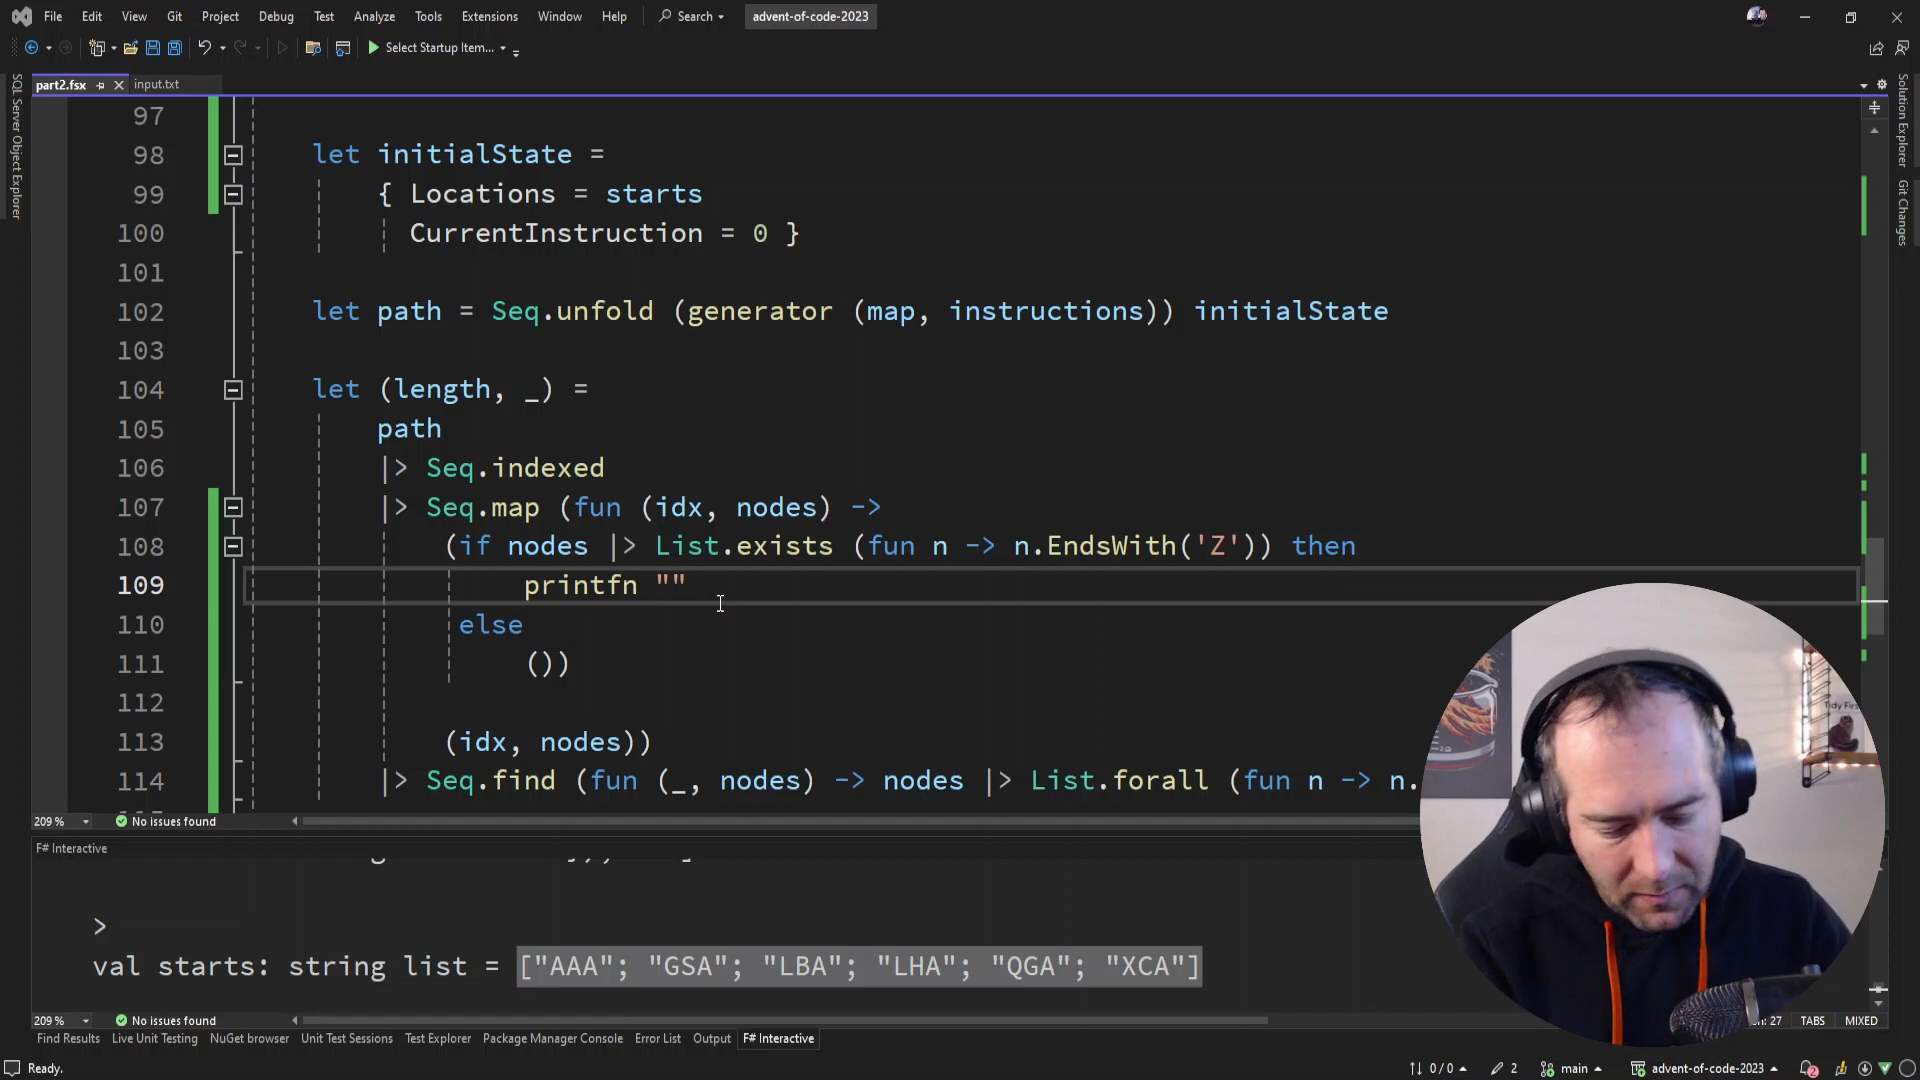 File Edit View Git Project Debug Test Analyze Tools Extensions Window Help Search advent-of-code-2023
Select Startup Item...
part2.fsx input.txt
SQL Server Object Explorer
Solution Explorer
Git Changes
97
98 let initialState =
99 { Locations = starts
100 CurrentInstruction = 0 }
101
102 let path = Seq.unfold (generator (map, instructions)) initialState
103
104 let (length, _) =
105 path
106 |> Seq.indexed
107 |> Seq.map (fun (idx, nodes) ->
108 (if nodes |> List.exists (fun n -> n.EndsWith('Z')) then
109 printfn ""
110 else
111 ())
112
113 (idx, nodes))
114 |> Seq.find (fun (_, nodes) -> nodes |> List.forall (fun n -> n.
209 % No issues found
F# Interactive
>
val starts: string list = ["AAA"; "GSA"; "LBA"; "LHA"; "QGA"; "XCA"]
209 % No issues found
: 27 TABS MIXED
Find Results Live Unit Testing NuGet browser Unit Test Sessions Test Explorer Package Manager Console Error List Output F# Interactive
Ready. 0 / 0 2 main advent-of-code-2023 2